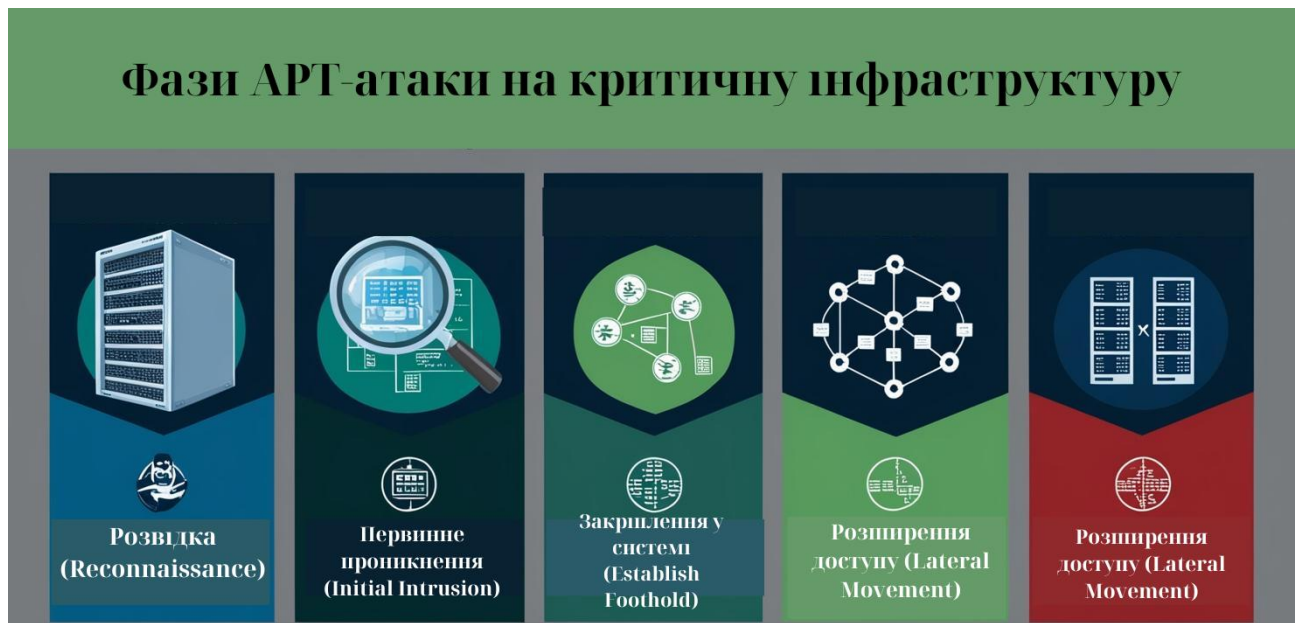 Фази АРТ-атаки на критичну інфраструктуру
Розвідка
(Reconnaissance)
Первинне
проникнення
(Initial Intrusion)
Закріплення у
системі
(Establish
Foothold)
Розширення
доступу (Lateral
Movement)
Розширення
доступу (Lateral
Movement)